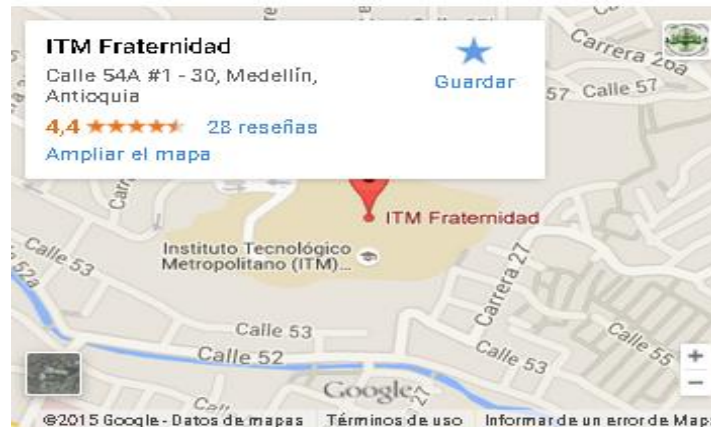 ITM Fraternidad
Calle 54A #1 - 30, Medellín,
Antioquia
4,4
28 reseñas
Ampliar el mapa
Guardar
Carrera 26a
57
Calle 57
ITM Fraternidad
Instituto Tecnológico
Metropolitano (ITM)...
Calle 53
52a
Carrera 27
Calle 53
Calle 52
Calle 53
Calle 55
+
−
Google
27
©2015 Google - Datos de mapas
Términos de uso
Informar de un error de Map